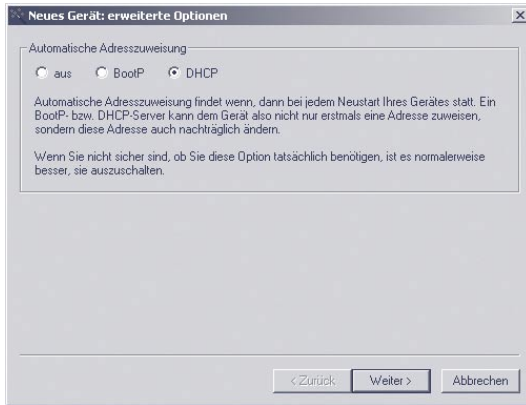 Neues Gerät: erweiterte Optionen
Automatische Adresszuweisung
aus BootP DHCP
Automatische Adresszuweisung findet wenn, dann bei jedem Neustart Ihres Gerätes statt. Ein
BootP- bzw. DHCP-Server kann dem Gerät also nicht nur erstmals eine Adresse zuweisen,
sondern diese Adresse auch nachträglich ändern.
Wenn Sie nicht sicher sind, ob Sie diese Option tatsächlich benötigen, ist es normalerweise
besser, sie auszuschalten.
< Zurück Weiter > Abbrechen